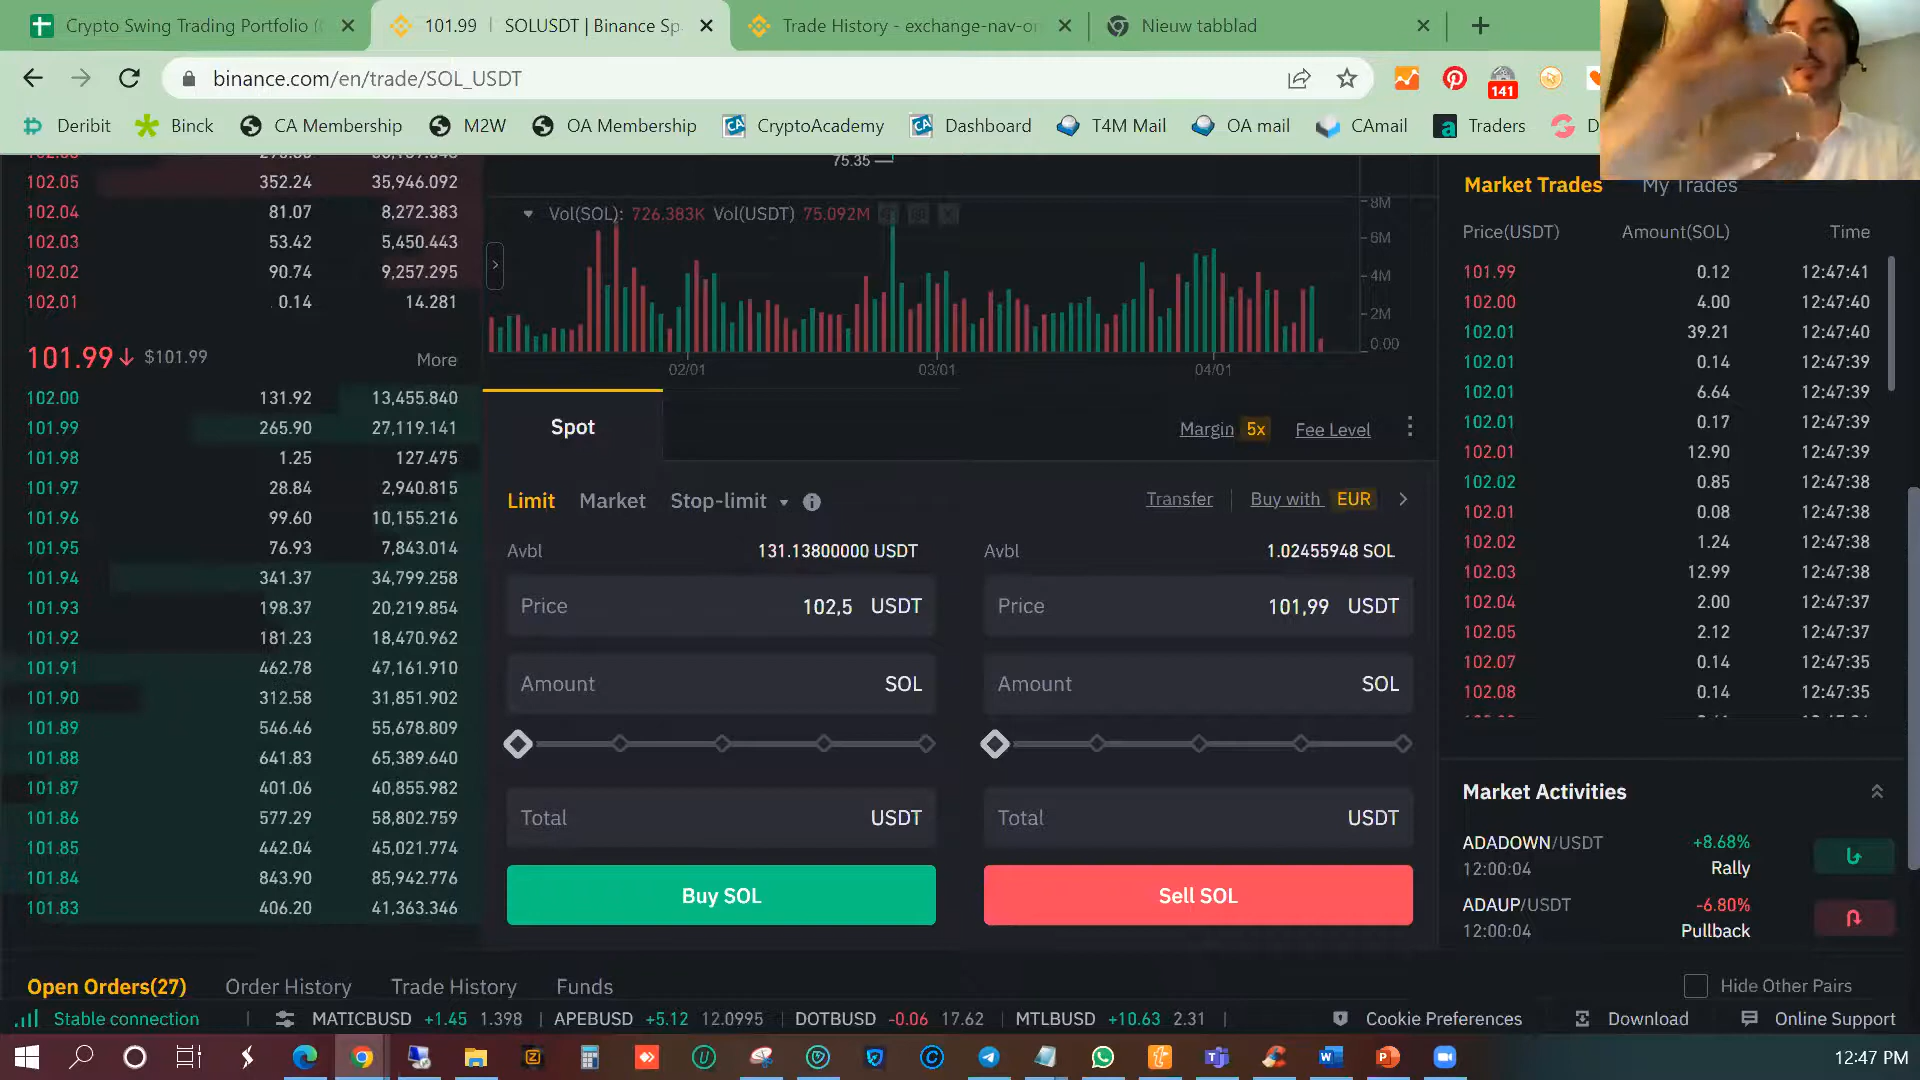 Crypto Swing Trading Portfolio (
101.99 | SOLUSDT | Binance Sp
Trade History - exchange-nav-or
Nieuw tabblad
binance.com/en/trade/SOL_USDT
141
Deribit
Binck
CA Membership
M2W
OA Membership
CryptoAcademy
Dashboard
T4M Mail
OA mail
CAmail
Traders
102.05 352.24 35,946.092
102.04 81.07 8,272.383
102.03 53.42 5,450.443
102.02 90.74 9,257.295
102.01 0.14 14.281
101.99 $101.99 More
102.00 131.92 13,455.840
101.99 265.90 27,119.141
101.98 1.25 127.475
101.97 28.84 2,940.815
101.96 99.60 10,155.216
101.95 76.93 7,843.014
101.94 341.37 34,799.258
101.93 198.37 20,219.854
101.92 181.23 18,470.962
101.91 462.78 47,161.910
101.90 312.58 31,851.902
101.89 546.46 55,678.809
101.88 641.83 65,389.640
101.87 401.06 40,855.982
101.86 577.29 58,802.759
101.85 442.04 45,021.774
101.84 843.90 85,942.776
101.83 406.20 41,363.346
75.35
Vol(SOL): 726.383K Vol(USDT) 75.092M
8M
6M
4M
2M
0.00
02/01 03/01 04/01
Spot
Margin 5x Fee Level
Limit Market Stop-limit
Transfer Buy with EUR
Avbl 131.13800000 USDT
Price 102,5 USDT
Amount SOL
Total USDT
Buy SOL
Avbl 1.02455948 SOL
Price 101,99 USDT
Amount SOL
Total USDT
Sell SOL
Market Trades My Trades
Price(USDT) Amount(SOL) Time
101.99 0.12 12:47:41
102.00 4.00 12:47:40
102.01 39.21 12:47:40
102.01 0.14 12:47:39
102.01 6.64 12:47:39
102.01 0.17 12:47:39
102.01 12.90 12:47:39
102.02 0.85 12:47:38
102.01 0.08 12:47:38
102.02 1.24 12:47:38
102.03 12.99 12:47:38
102.04 2.00 12:47:37
102.05 2.12 12:47:37
102.07 0.14 12:47:35
102.08 0.14 12:47:35
Market Activities
ADADOWN/USDT +8.68%
12:00:04 Rally
ADAUP/USDT -6.80%
12:00:04 Pullback
Open Orders(27) Order History Trade History Funds
Hide Other Pairs
Stable connection
MATICBUSD +1.45 1.398
APEBUSD +5.12 12.0995
DOTBUSD -0.06 17.62
MTLBUSD +10.63 2.31
Cookie Preferences
Download
Online Support
12:47 PM